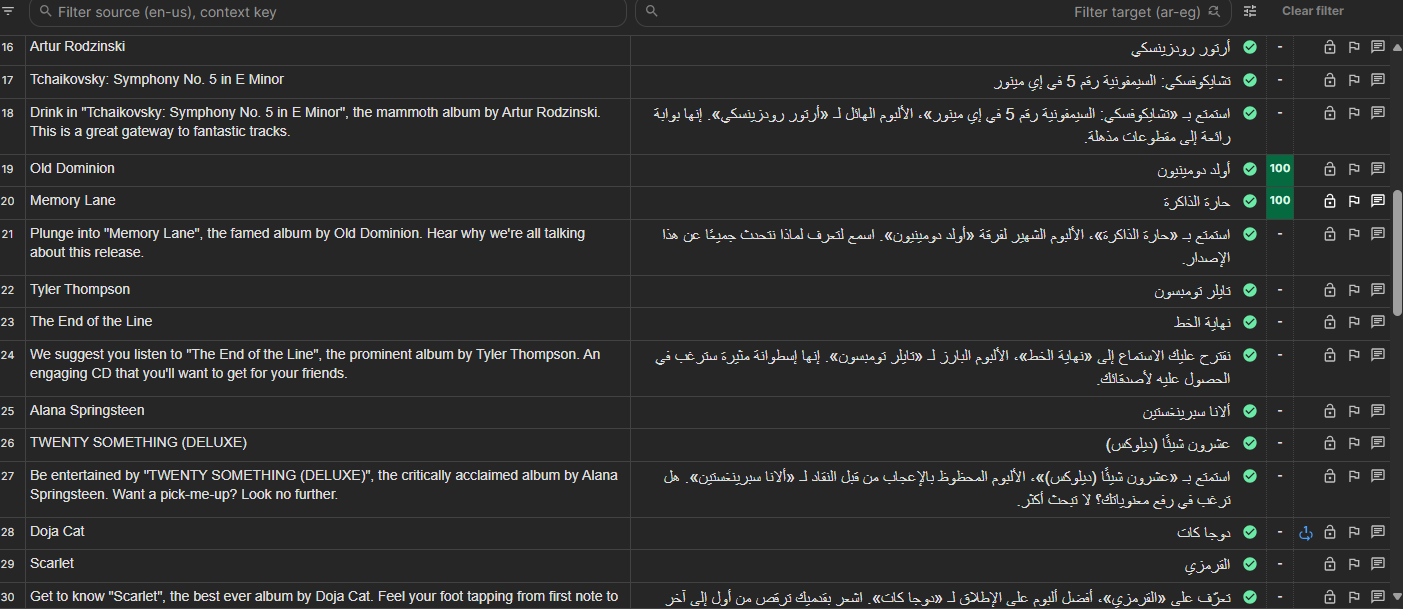 Filter source (en-us), context key
Filter target (ar-eg)
Clear filter
16 Artur Rodzinski أرتور رودزينسكي -
17 Tchaikovsky: Symphony No. 5 in E Minor تشايكوفسكي: السيمفونية رقم 5 في إي مينور -
18 Drink in "Tchaikovsky: Symphony No. 5 in E Minor", the mammoth album by Artur Rodzinski.
This is a great gateway to fantastic tracks.
استمتع بـ «تشايكوفسكي: السيمفونية رقم 5 في إي مينور»، الألبوم الهائل لـ «أرتور رودزينسكي». إنها بوابة
رائعة إلى مقطوعات مذهلة. -
19 Old Dominion أولد دومينيون 100
20 Memory Lane حارة الذاكرة 100
21 Plunge into "Memory Lane", the famed album by Old Dominion. Hear why we're all talking
about this release.
استمتع بـ «حارة الذاكرة»، الألبوم الشهير لفرقة «أولد دومينيون». اسمع لتعرف لماذا نتحدث جميعًا عن هذا
الإصدار. -
22 Tyler Thompson تايلر تومبسون -
23 The End of the Line نهاية الخط -
24 We suggest you listen to "The End of the Line", the prominent album by Tyler Thompson. An
engaging CD that you'll want to get for your friends.
نقترح عليك الاستماع إلى «نهاية الخط»، الألبوم البارز لـ «تايلر تومبسون». إنها إسطوانة مثيرة سترغب في
الحصول عليه لأصدقائك. -
25 Alana Springsteen ألانا سبرينغستين -
26 TWENTY SOMETHING (DELUXE) عشرون شيئًا (ديلوكس) -
27 Be entertained by "TWENTY SOMETHING (DELUXE)", the critically acclaimed album by Alana
Springsteen. Want a pick-me-up? Look no further.
استمتع بـ «عشرون شيئًا (ديلوكس)»، الألبوم المحظوظ بالإعجاب من قبل النقاد لـ «ألانا سبرينغستين». هل
ترغب في رفع معنوياتك؟ لا تبحث أكثر. -
28 Doja Cat دوجا كات -
29 Scarlet القرمزي -
30 Get to know "Scarlet", the best ever album by Doja Cat. Feel your foot tapping from first note to
تعرّف على «القرمزي»، أفضل ألبوم على الإطلاق لـ «دوجا كات». اشعر بقدميك ترقص من أول إلى آخر -